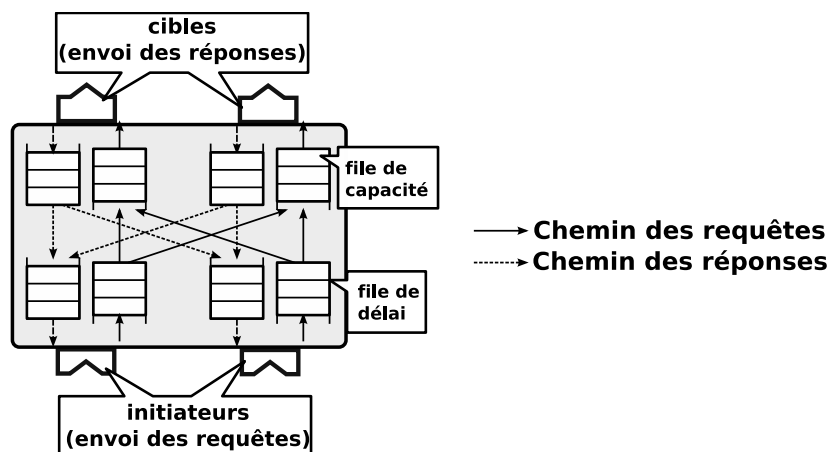 cibles
(envoi des réponses)
file de
capacité
Chemin des requêtes
Chemin des réponses
file de
délai
initiateurs
(envoi des requêtes)